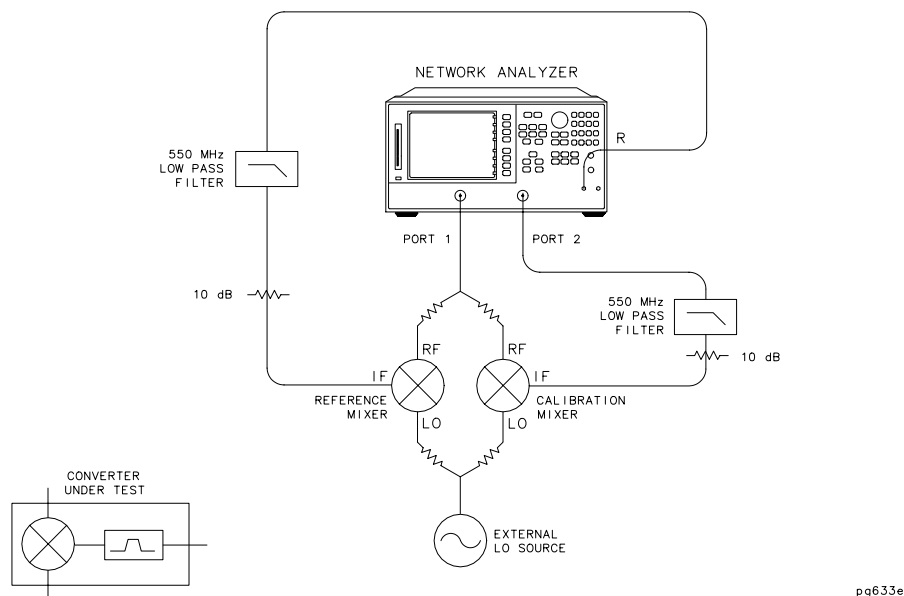 NETWORK ANALYZER
R
550 MHz
LOW PASS
FILTER
PORT 1
PORT 2
10 dB
550 MHz
LOW PASS
FILTER
10 dB
RF
RF
IF
IF
REFERENCE
MIXER
CALIBRATION
MIXER
LO
LO
CONVERTER
UNDER TEST
EXTERNAL
LO SOURCE
pg633e